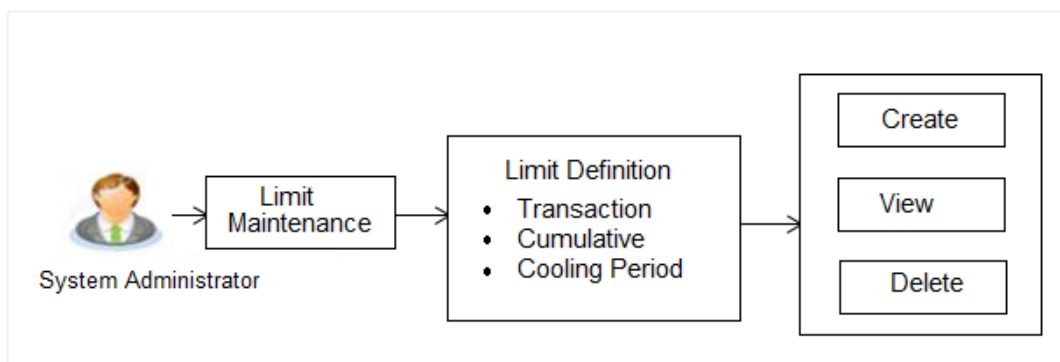 System Administrator
Limit
Maintenance
Limit Definition
• Transaction
• Cumulative
• Cooling Period
Create
View
Delete